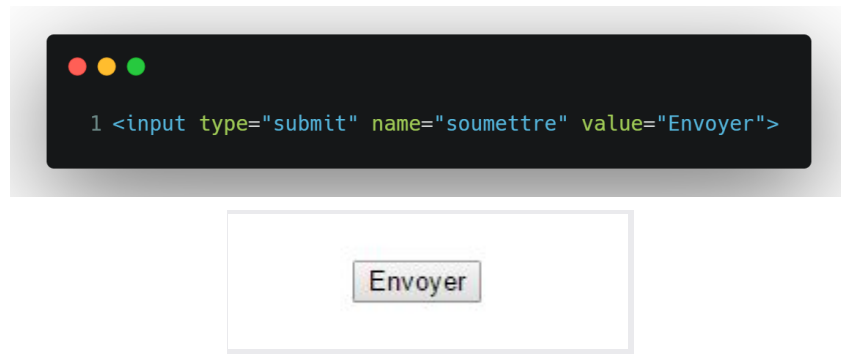 1 <input type="submit" name="soumettre" value="Envoyer">
Envoyer